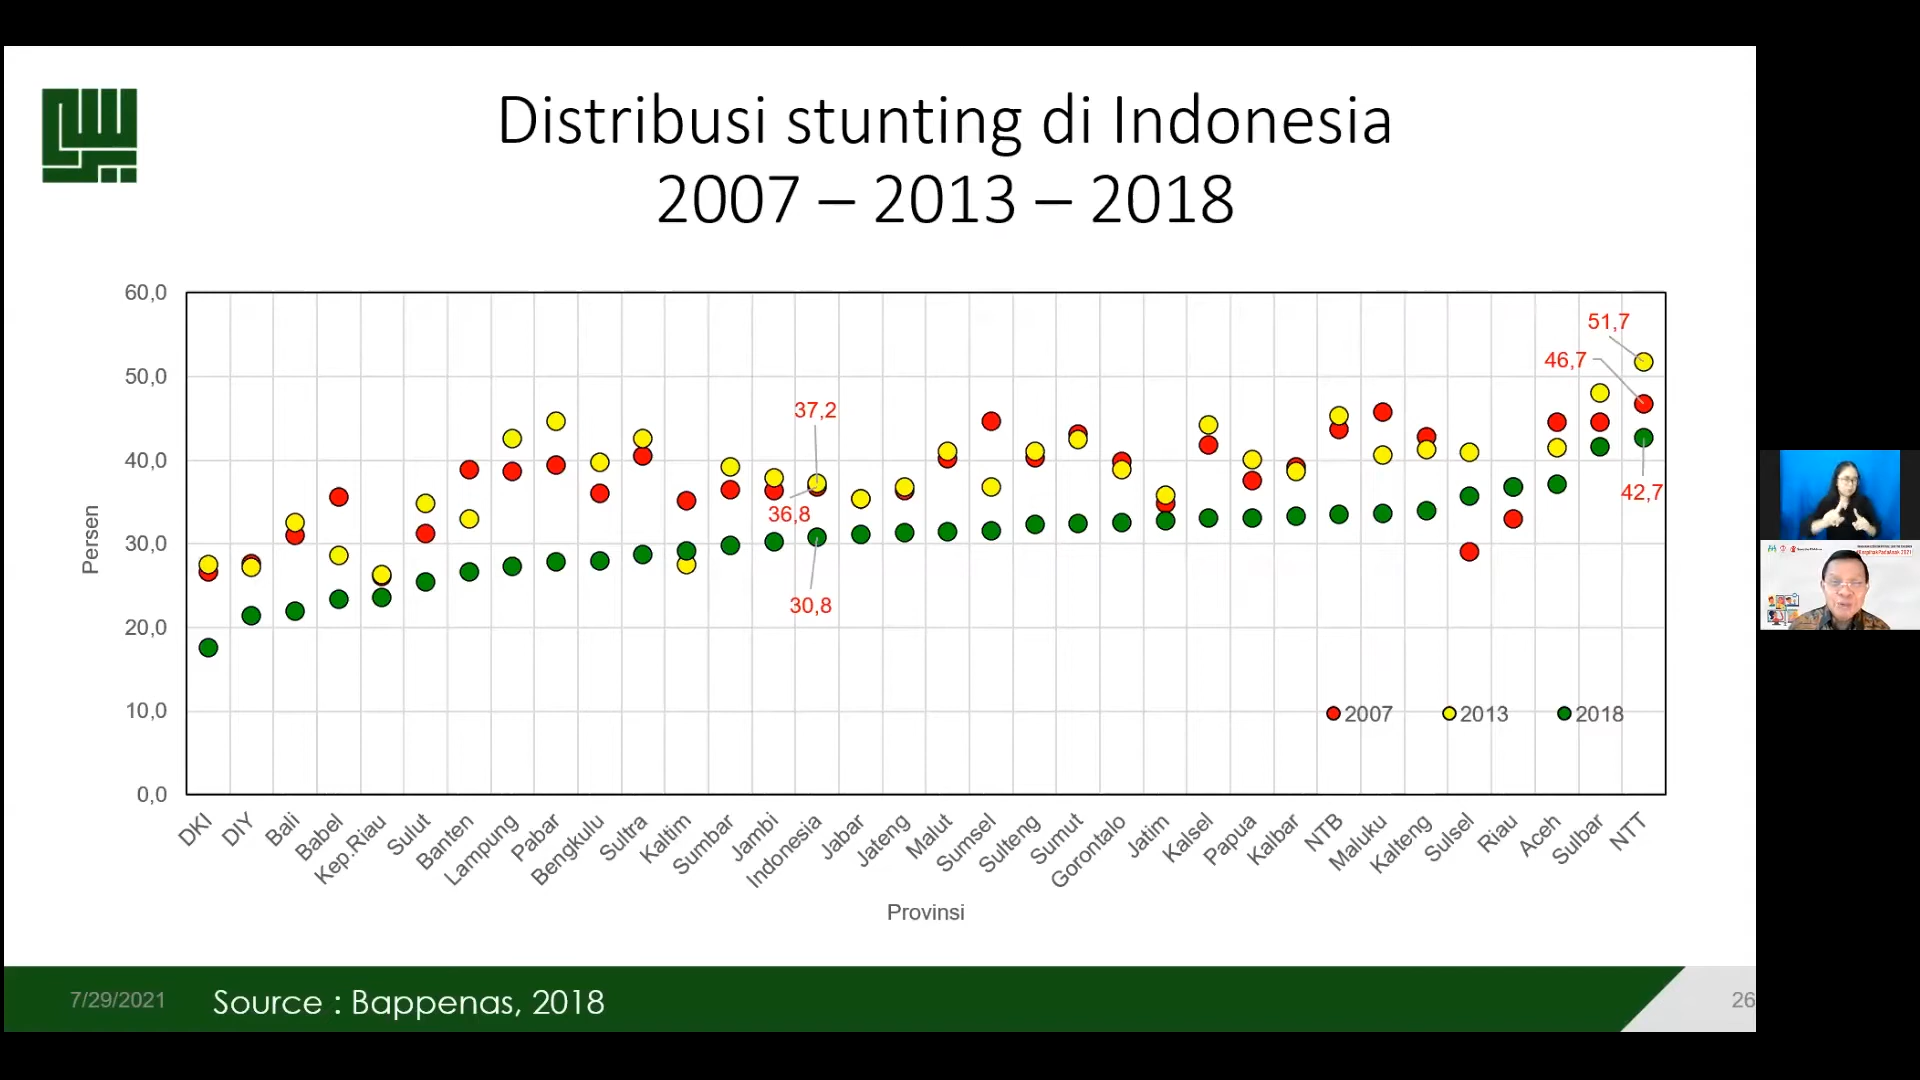 Distribusi stunting di Indonesia
2007 – 2013 – 2018
60,0
50,0
40,0
30,0
20,0
10,0
0,0
Persen
51,7
46,7
42,7
37,2
36,8
30,8
2007
2013
2018
DKI
DIY
Bali
Babel
Kep.Riau
Sulut
Banten
Lampung
Pabar
Bengkulu
Sultra
Kaltim
Sumbar
Jambi
Indonesia
Jabar
Jateng
Malut
Sumsel
Sulteng
Sumut
Gorontalo
Jatim
Kalsel
Papua
Kalbar
NTB
Maluku
Kalteng
Sulsel
Riau
Aceh
Sulbar
NTT
Provinsi
7/29/2021
Source : Bappenas, 2018
26